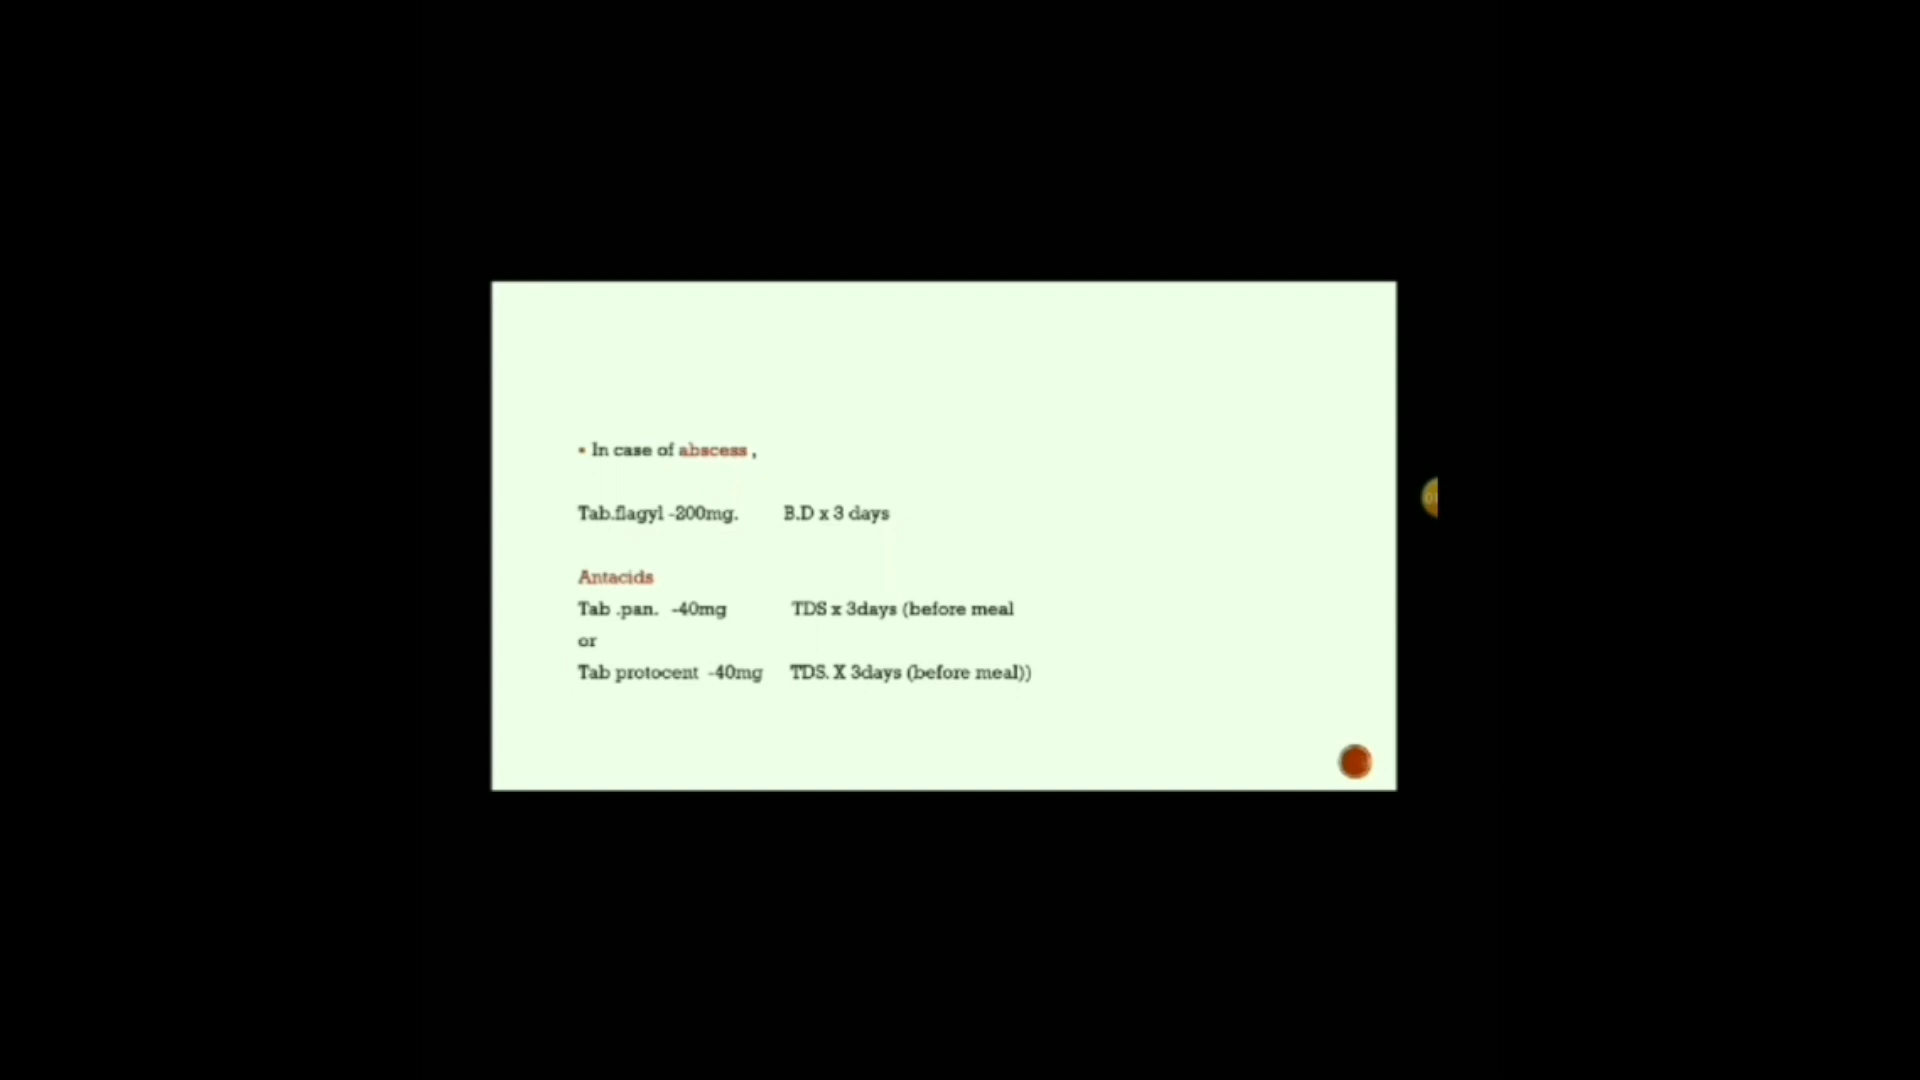 • In case of abscess ,
Tab.flagyl -200mg. B.D x 3 days
Antacids
Tab .pan. -40mg TDS x 3days (before meal
or
Tab protocent -40mg TDS. X 3days (before meal))